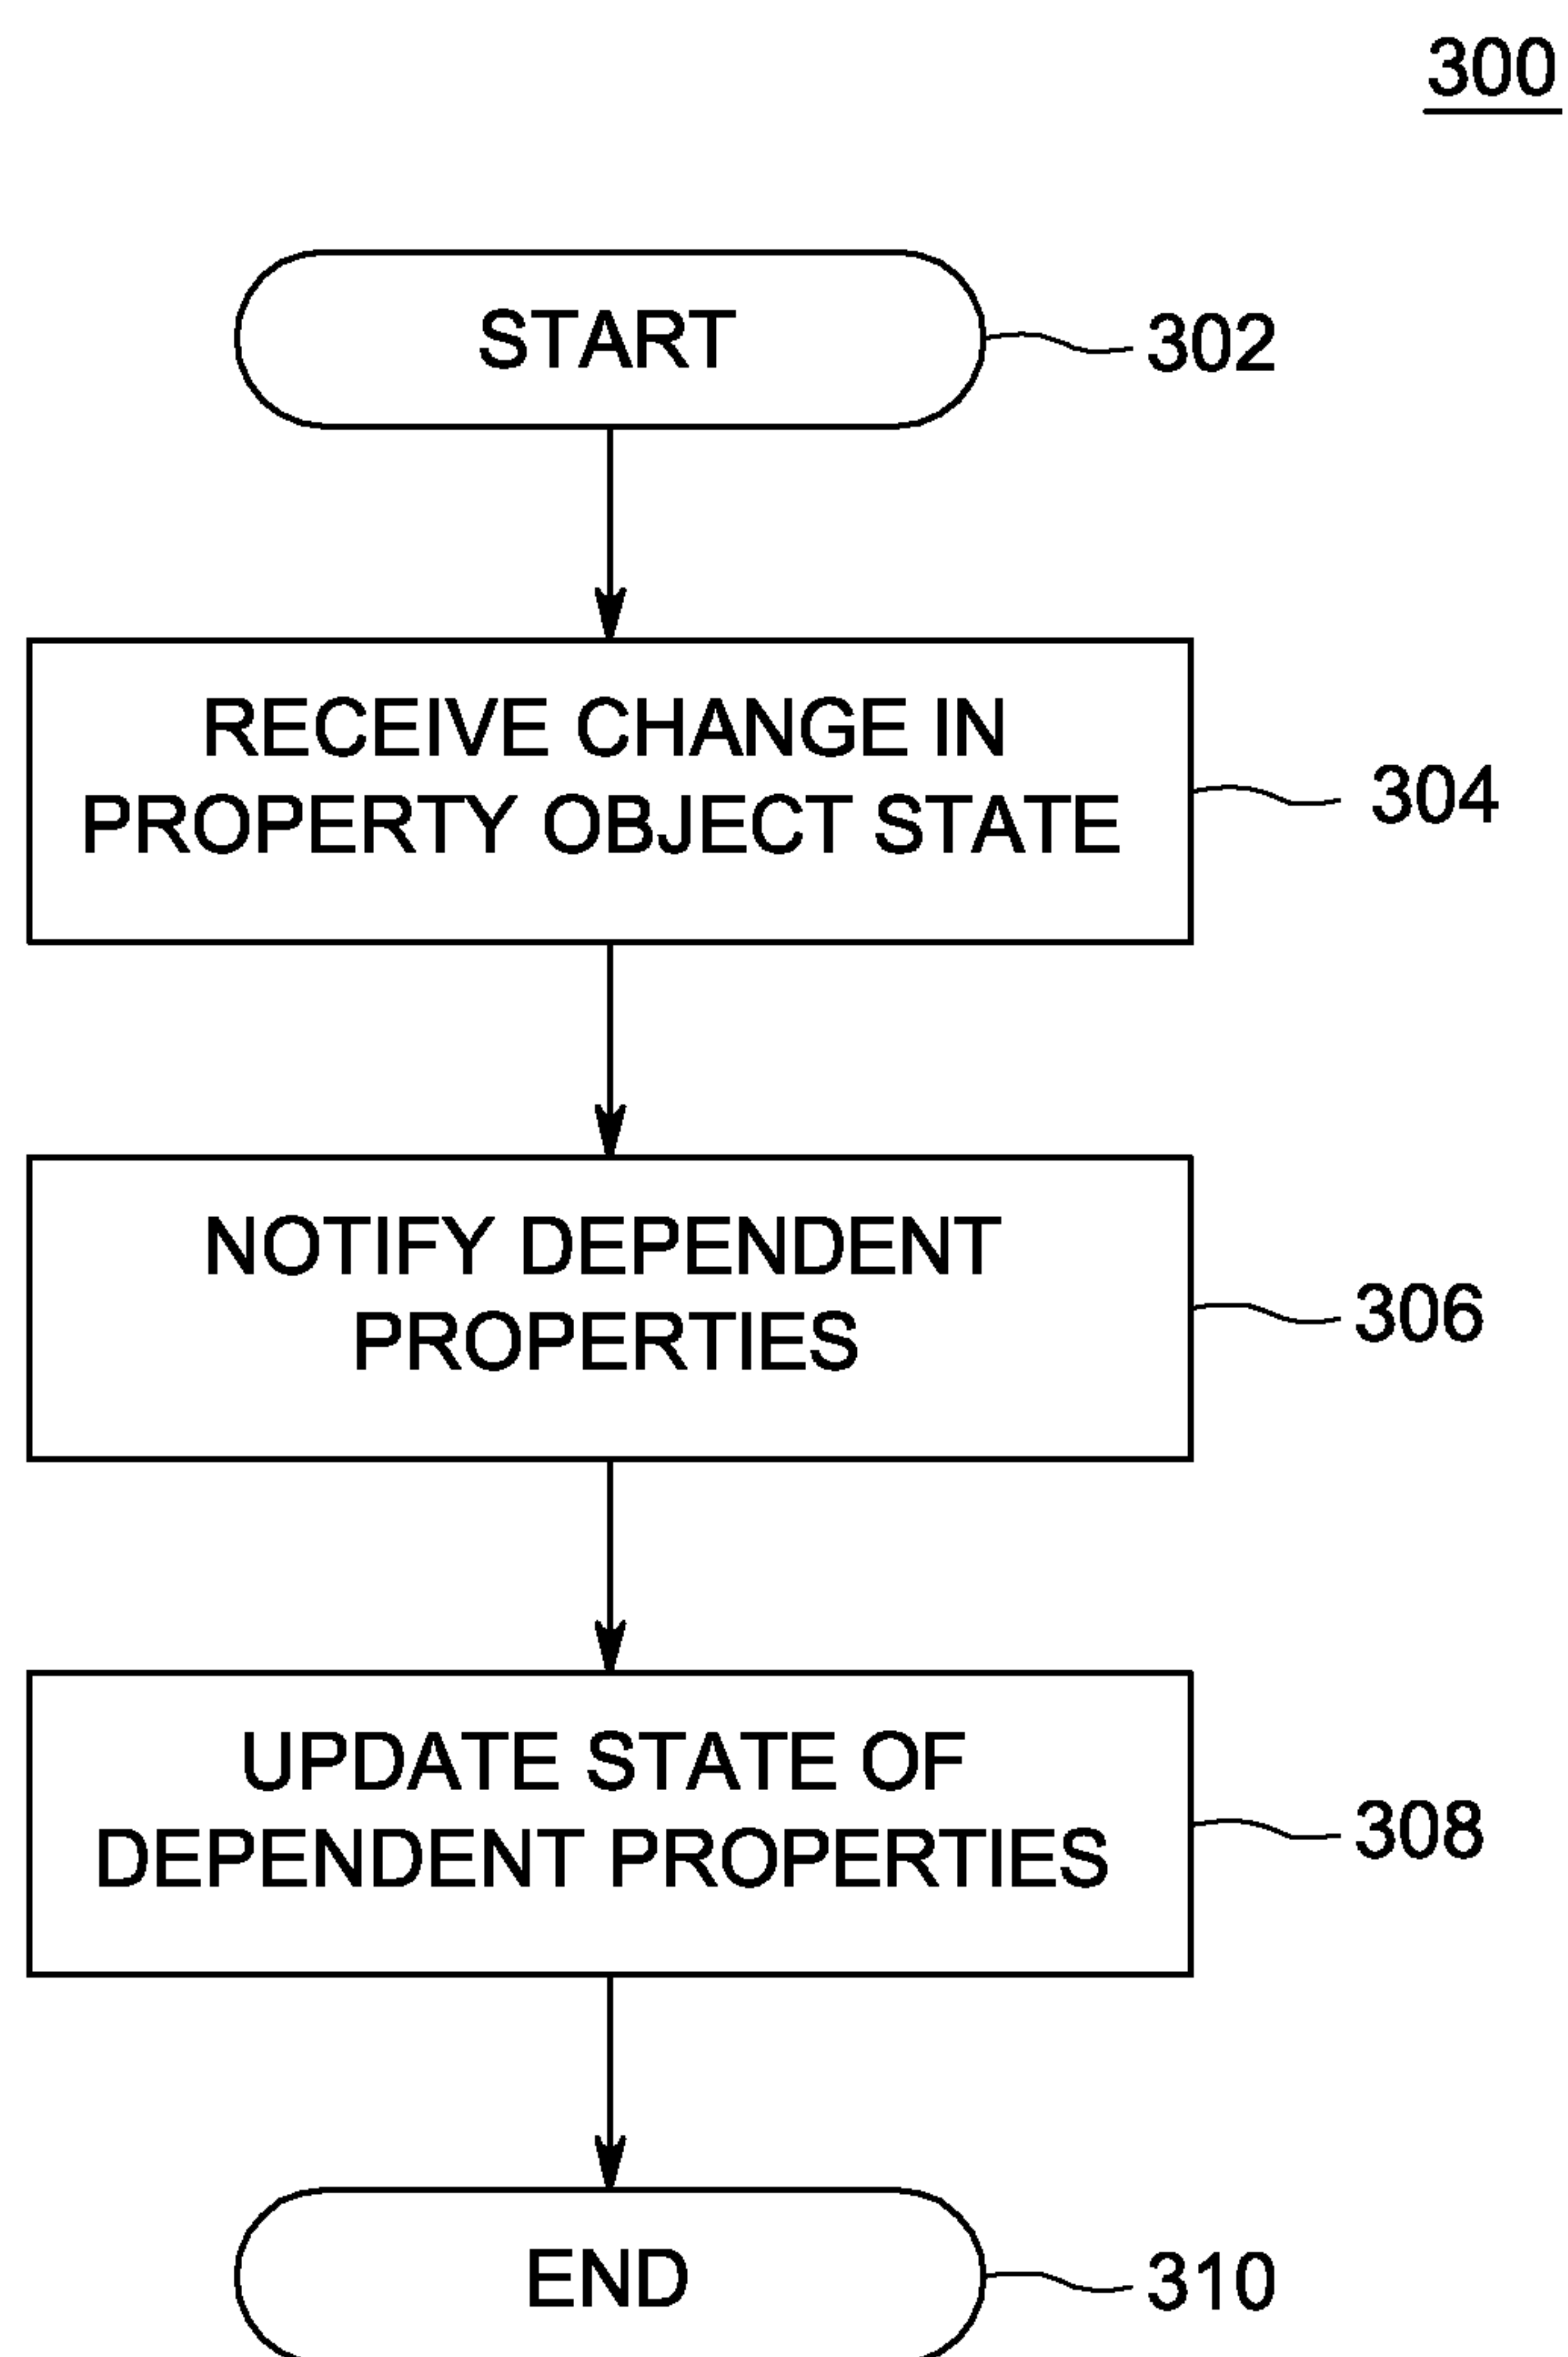 300
START
302
RECEIVE CHANGE IN
PROPERTY OBJECT STATE
304
NOTIFY DEPENDENT
PROPERTIES
306
UPDATE STATE OF
DEPENDENT PROPERTIES
308
END
310